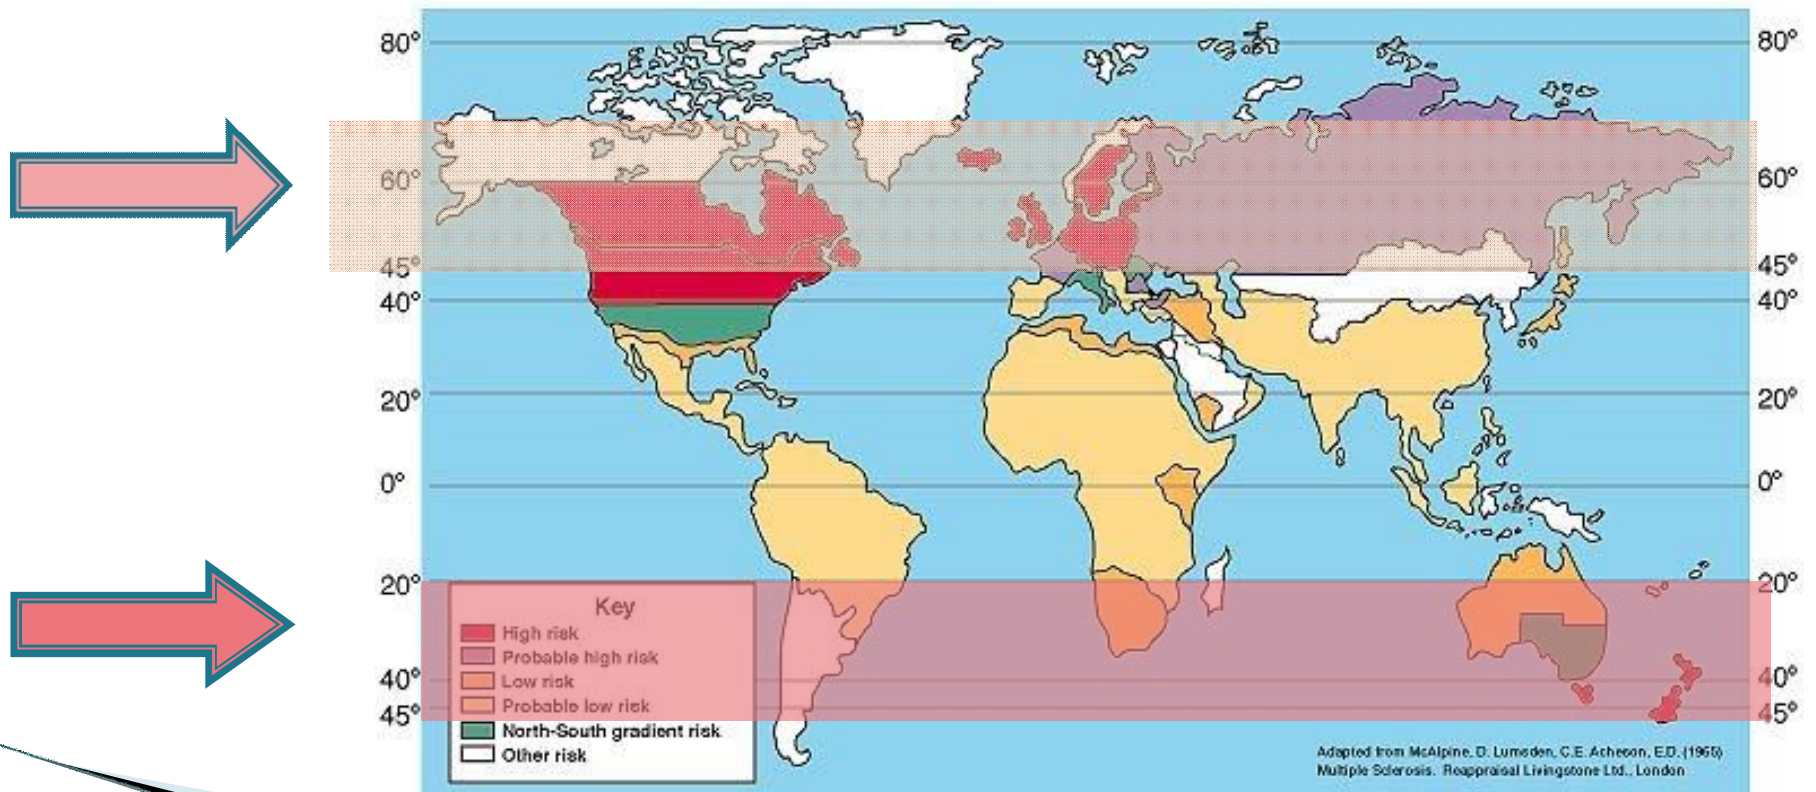 80°
80°
60°
60°
45°
45°
40°
40°
20°
20°
0°
0°
20°
20°
Key
High risk
Probable high risk
Low risk
Probable low risk
North-South gradient risk
Other risk
40°
40°
45°
45°
Adapted from McAlpine, D. Lumsden, C.E. Acheson, E.D. (1965)
Multiple Sclerosis. Reappraisal Livingstone Ltd., London